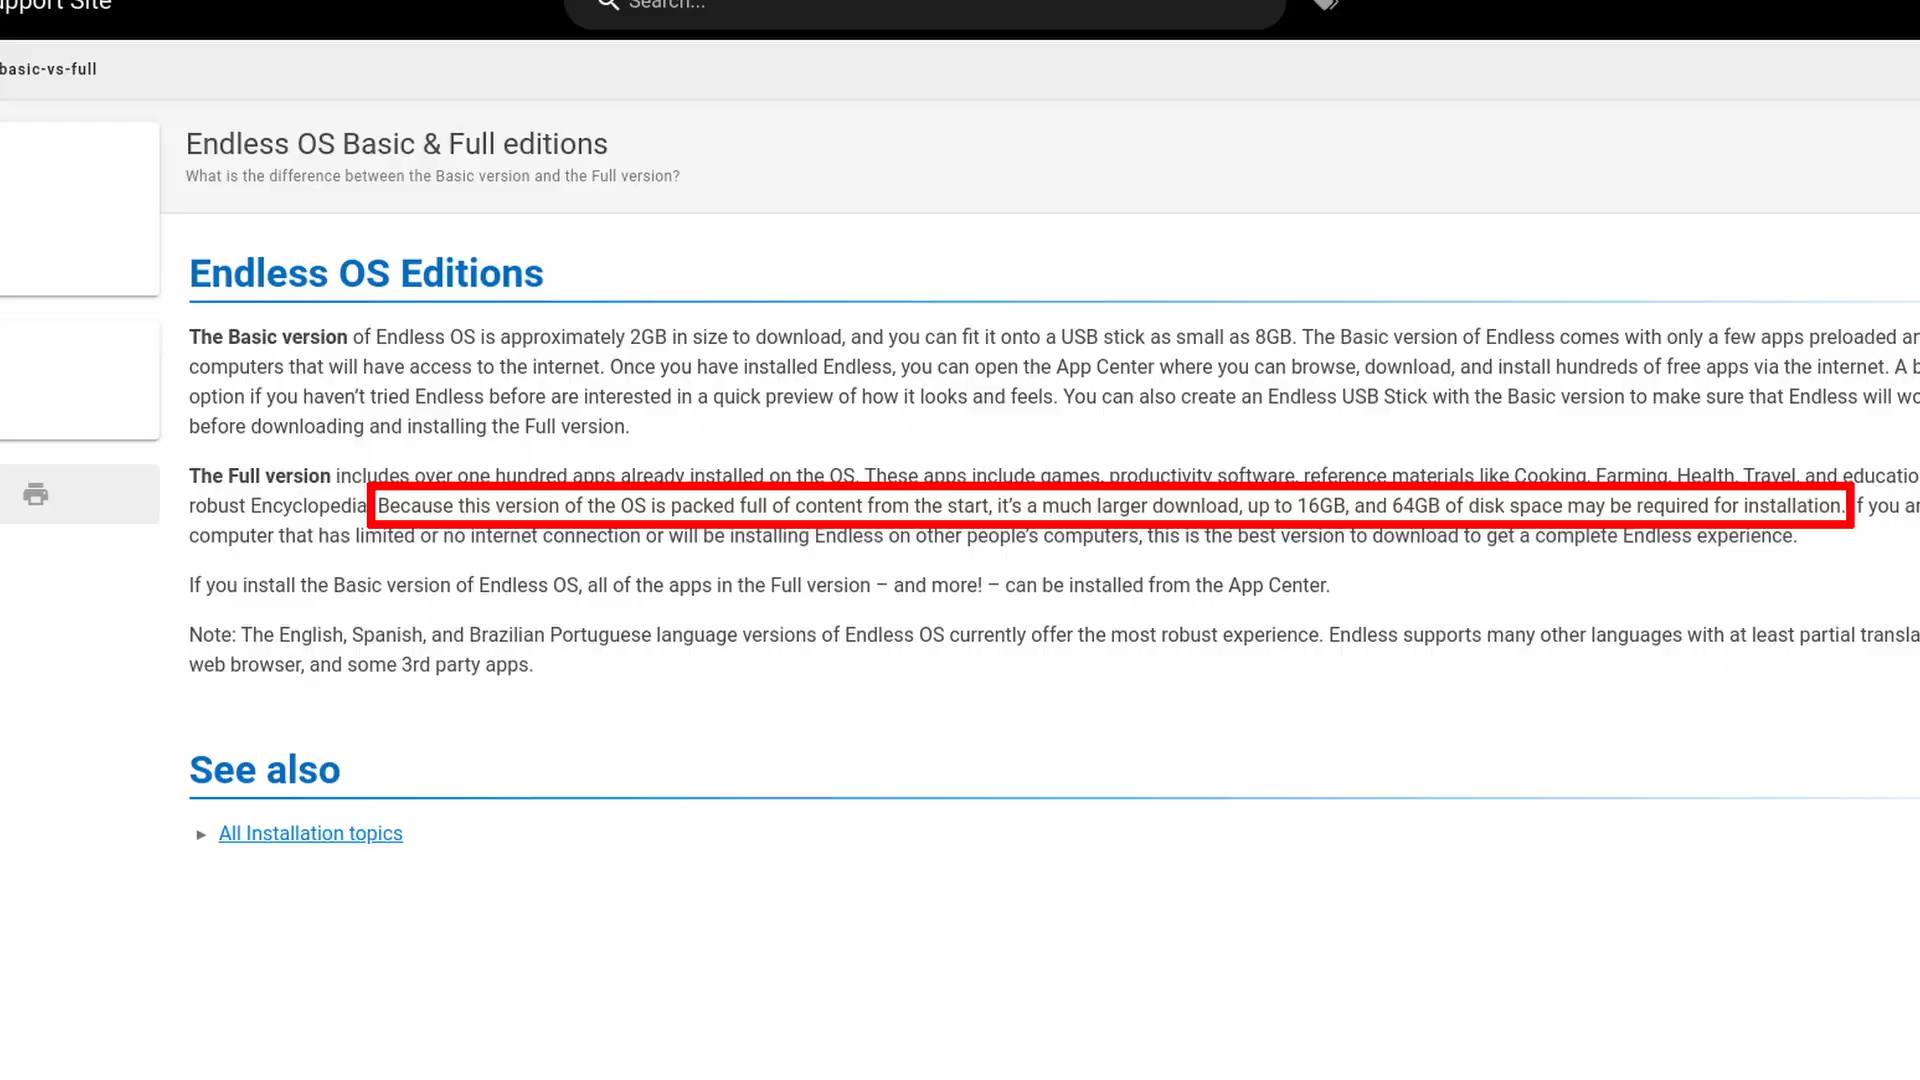 upport Site
Search...
basic-vs-full
Endless OS Basic & Full editions
What is the difference between the Basic version and the Full version?
Endless OS Editions
The Basic version of Endless OS is approximately 2GB in size to download, and you can fit it onto a USB stick as small as 8GB. The Basic version of Endless comes with only a few apps preloaded
computers that will have access to the internet. Once you have installed Endless, you can open the App Center where you can browse, download, and install hundreds of free apps via the internet. A
option if you haven’t tried Endless before are interested in a quick preview of how it looks and feels. You can also create an Endless USB Stick with the Basic version to make sure that Endless will
before downloading and installing the Full version.
The Full version includes over one hundred apps already installed on the OS. These apps include games, productivity software, reference materials like Cooking, Farming, Health, Travel, and
robust Encyclopedia Because this version of the OS is packed full of content from the start, it’s a much larger download, up to 16GB, and 64GB of disk space may be required for installation. you
computer that has limited or no internet connection or will be installing Endless on other people’s computers, this is the best version to download to get a complete Endless experience.
If you install the Basic version of Endless OS, all of the apps in the Full version – and more! – can be installed from the App Center.
Note: The English, Spanish, and Brazilian Portuguese language versions of Endless OS currently offer the most robust experience. Endless supports many other languages with at least partial
web browser, and some 3rd party apps.
See also
All Installation topics